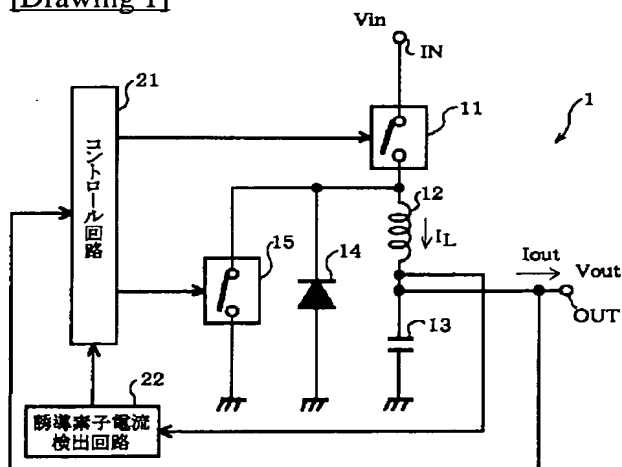 [Drawing 1]
Vin
IN
21
11
1
コントロール回路
12
IL
15
14
Iout
Vout
OUT
13
22
誘導素子電流
検出回路